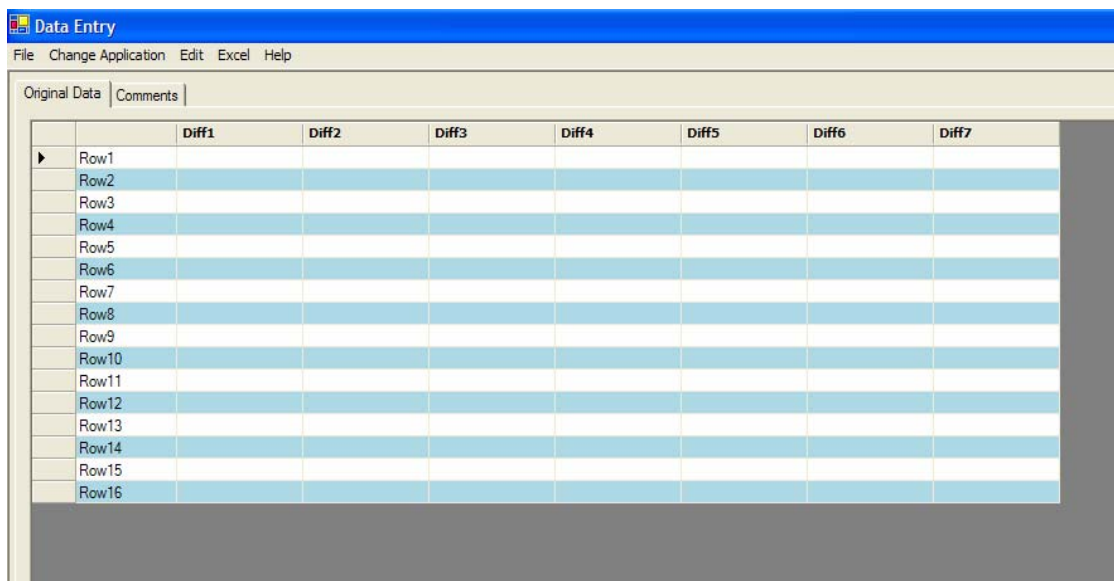 Data Entry
File Change Application Edit Excel Help
Original Data Comments
Diff1 Diff2 Diff3 Diff4 Diff5 Diff6 Diff7
Row1
Row2
Row3
Row4
Row5
Row6
Row7
Row8
Row9
Row10
Row11
Row12
Row13
Row14
Row15
Row16